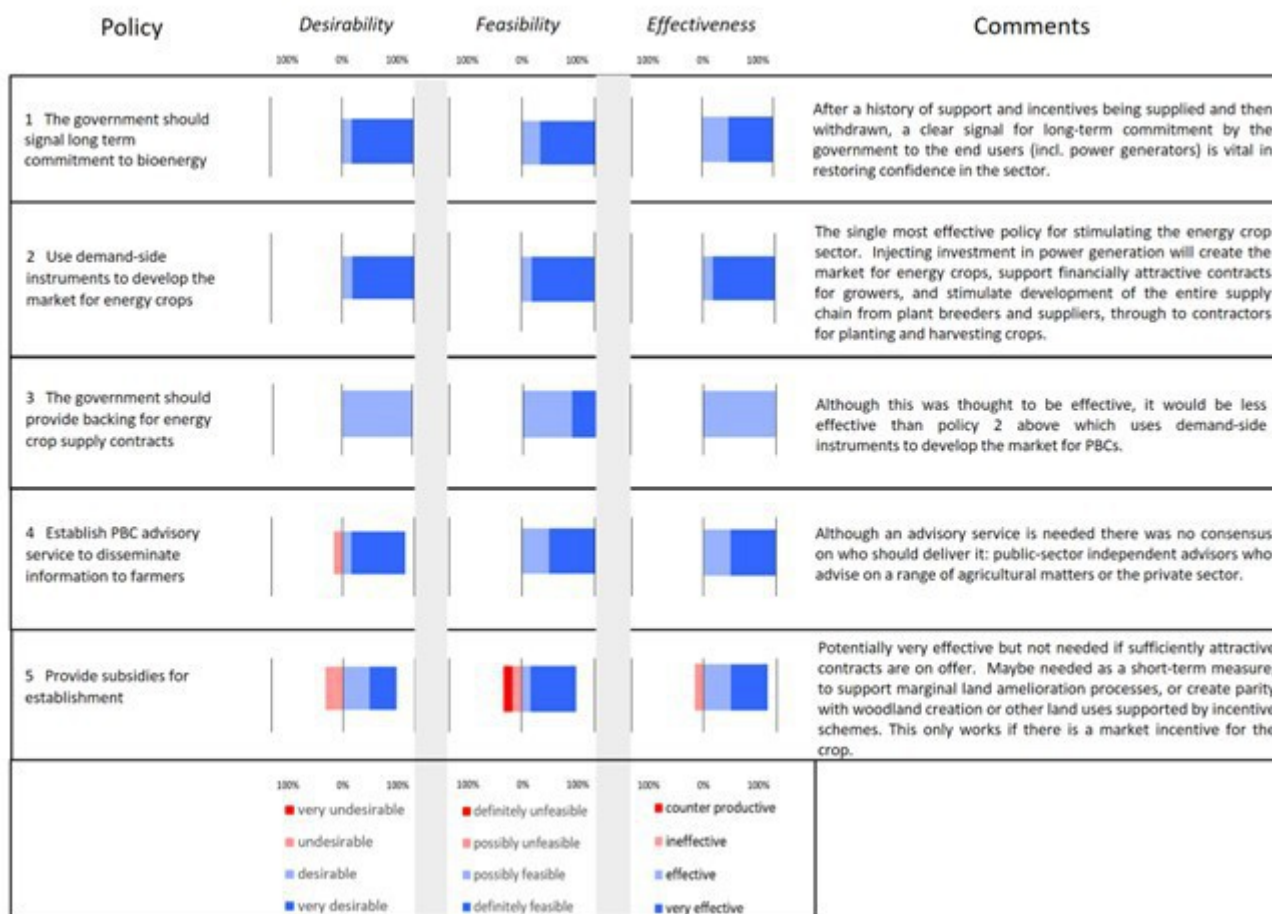 Policy Desirability Feasibility Effectiveness Comments
100% 0% 100% 100% 0% 100% 100% 0% 100%
1 The government should
signal long term
commitment to bioenergy
After a history of support and incentives being supplied and then
withdrawn, a clear signal for long-term commitment by the
government to the end users (incl. power generators) is vital in
restoring confidence in the sector.
2 Use demand-side
instruments to develop the
market for energy crops
The single most effective policy for stimulating the energy crop
sector. Injecting investment in power generation will create the
market for energy crops, support financially attractive contracts
for growers, and stimulate development of the entire supply
chain from plant breeders and suppliers, through to contractors
for planting and harvesting crops.
3 The government should
provide backing for energy
crop supply contracts
Although this was thought to be effective, it would be less
effective than policy 2 above which uses demand-side
instruments to develop the market for PBCs.
4 Establish PBC advisory
service to disseminate
information to farmers
Although an advisory service is needed there was no consensus
on who should deliver it: public-sector independent advisors who
advise on a range of agricultural matters or the private sector.
5 Provide subsidies for
establishment
Potentially very effective but not needed if sufficiently attractive
contracts are on offer. Maybe needed as a short-term measure
to support marginal land amelioration processes, or create parity
with woodland creation or other land uses supported by incentive
schemes. This only works if there is a market incentive for the
crop.
100% 0% 100% 100% 0% 100% 100% 0% 100%
very undesirable
undesirable
desirable
very desirable
definitely unfeasible
possibly unfeasible
possibly feasible
definitely feasible
counter productive
ineffective
effective
very effective